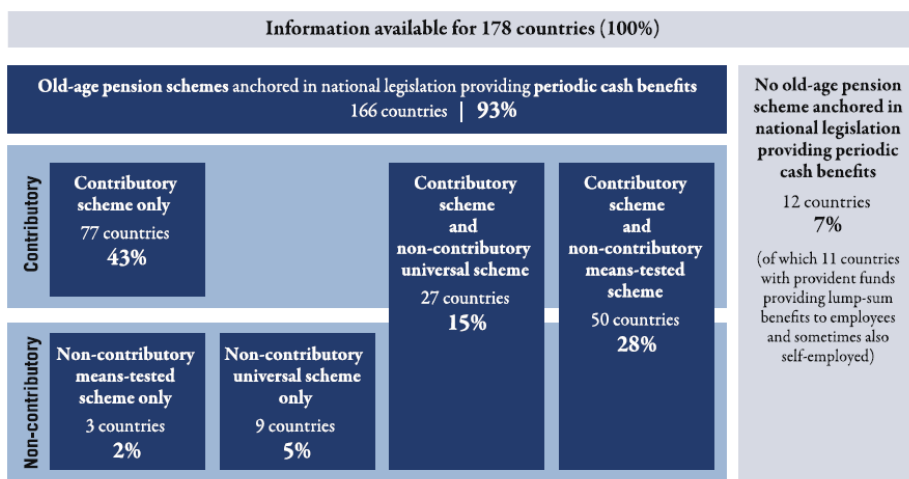 Information available for 178 countries (100%)
Old-age pension schemes anchored in national legislation providing periodic cash benefits
166 countries | 93%
No old-age pension
scheme anchored in
national legislation
providing periodic
cash benefits
12 countries
7%
(of which 11 countries
with provident funds
providing lump-sum
benefits to employees
and sometimes also
self-employed)
Contributory
Contributory
scheme only
77 countries
43%
Contributory
scheme
and
non-contributory
universal scheme
27 countries
15%
Contributory
scheme
and
non-contributory
means-tested
scheme
50 countries
28%
Non-contributory
Non-contributory
means-tested
scheme only
3 countries
2%
Non-contributory
universal scheme
only
9 countries
5%